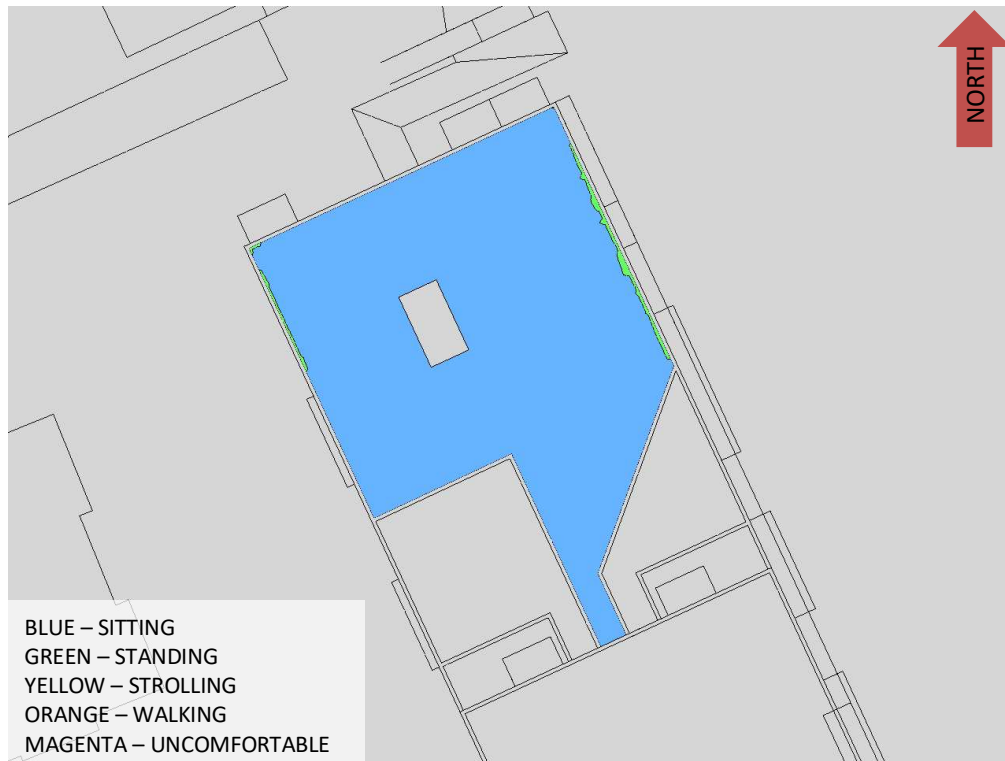 NORTH
BLUE – SITTING
GREEN – STANDING
YELLOW – STROLLING
ORANGE – WALKING
MAGENTA – UNCOMFORTABLE